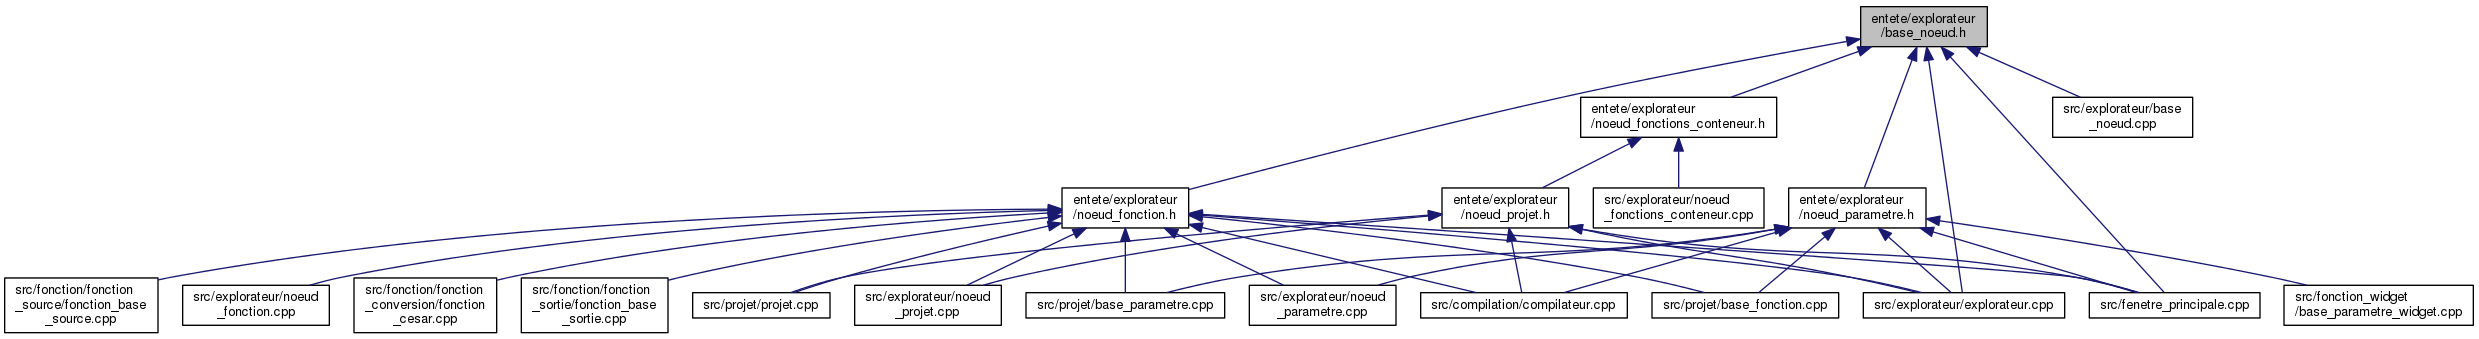 entete/explorateur
/base_noeud.h
entete/explorateur
/noeud_fonctions_conteneur.h
src/explorateur/base
_noeud.cpp
entete/explorateur
/noeud_fonction.h
entete/explorateur
/noeud_projet.h
src/explorateur/noeud
_fonctions_conteneur.cpp
entete/explorateur
/noeud_parametre.h
src/fonction/fonction
_source/fonction_base
_source.cpp
src/explorateur/noeud
_fonction.cpp
src/fonction/fonction
_conversion/fonction
_cesar.cpp
src/fonction/fonction
_sortie/fonction_base
_sortie.cpp
src/projet/projet.cpp
src/explorateur/noeud
_projet.cpp
src/projet/base_parametre.cpp
src/explorateur/noeud
_parametre.cpp
src/compilation/compilateur.cpp
src/projet/base_fonction.cpp
src/explorateur/explorateur.cpp
src/fenetre_principale.cpp
src/fonction_widget
/base_parametre_widget.cpp